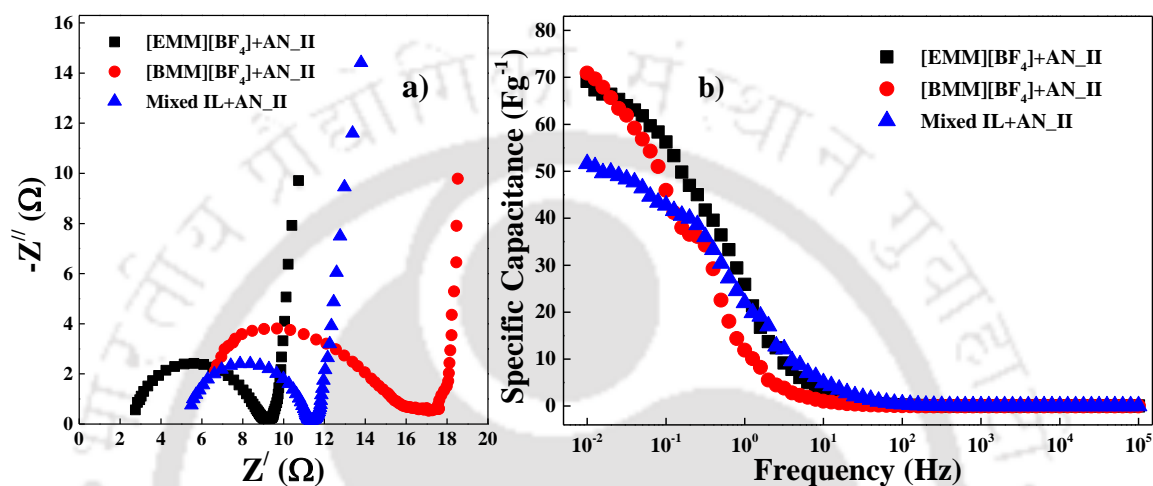 16
14
12
10
8
6
4
2
0
-Z// (Ω)
[EMM][BF4]+AN_II
[BMM][BF4]+AN_II
Mixed IL+AN_II
a)
0 2 4 6 8 10 12 14 16 18 20
Z/ (Ω)
80
70
60
50
40
30
20
10
0
Specific Capacitance (Fg-1)
[EMM][BF4]+AN_II
[BMM][BF4]+AN_II
Mixed IL+AN_II
b)
10-2 10-1 100 101 102 103 104 105
Frequency (Hz)